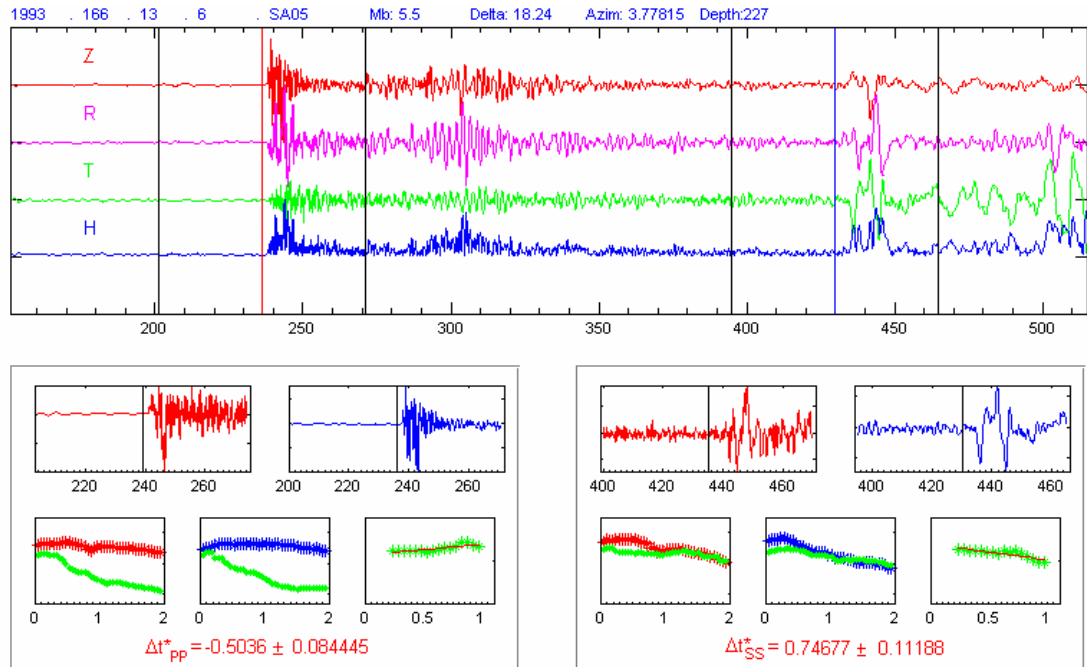 1993 . 166 . 13 . 6 . SA05 Mb: 5.5 Delta: 18.24 Azim: 3.77815 Depth:227
Z
R
T
H
200 250 300 350 400 450 500
220 240 260 200 220 240 260 400 420 440 460 400 420 440 460
0 1 2 0 1 2 0 0.5 1 0 1 2 0 1 2 0 0.5 1
Δt*PP =-0.5036 ± 0.084445 Δt*SS = 0.74677 ± 0.11188